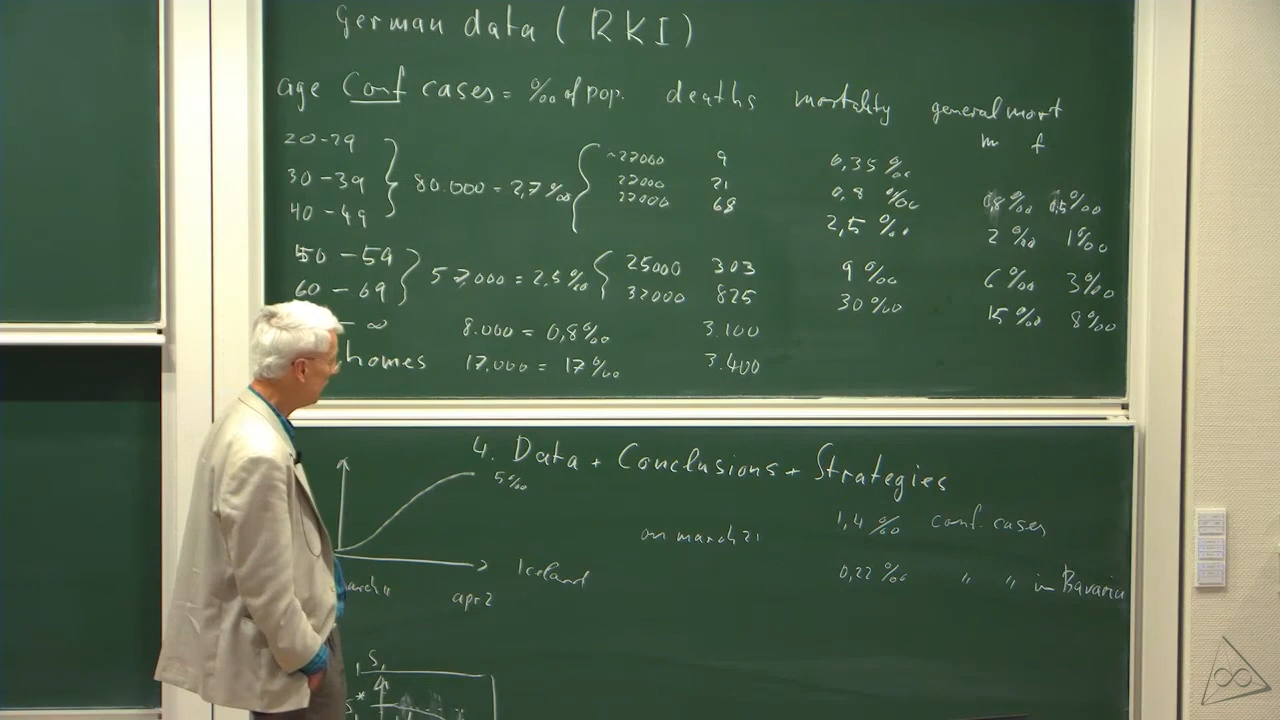 German data (RKI)
age Conf cases = ‰ of pop. deaths mortality general mort
m f
20-29 9 0,35 ‰
30-39 80.000 = 2,7 ‰ 22000 21 0,8 ‰ 0,8 ‰ 0,5 ‰
40-49 22000 68 2,5 ‰ 2 ‰ 1 ‰
50-59 25000 303 9 ‰ 6 ‰ 3 ‰
60-69 57,000 = 2,5 ‰ 32000 825 30 ‰ 15 ‰ 8 ‰
- ∞ 8.000 = 0,8 ‰ 3.100
homes 17,000 = 17 ‰ 3.400
4. Data + Conclusions + Strategies
5 ‰
on march 21 1,4 ‰ conf. cases
Iceland 0,22 ‰ " " in Bavaria
apr 2
S,